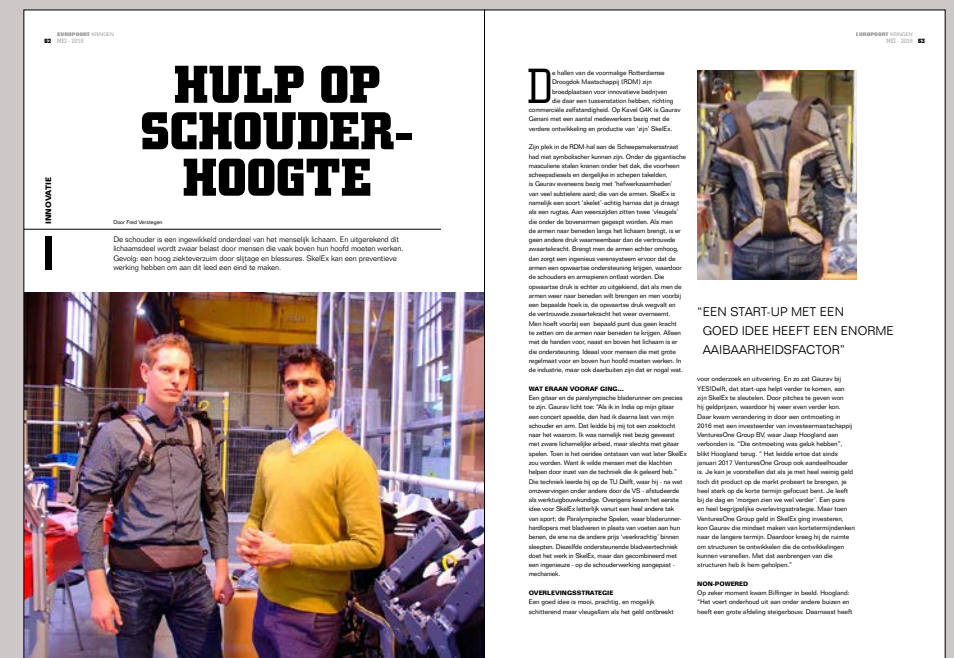 62 EUROPOORT KRINGEN
MEI - 2018
HULP OP
SCHOUDER-
HOOGTE
INNOVATIE
Door Fred Verstegen
De schouder is een ingewikkeld onderdeel van het menselijk lichaam. En uitgerekend dit
lichaamsdeel wordt zwaar belast door mensen die vaak boven hun hoofd moeten werken.
Gevolg: een hoog ziekteverzuim door slijtage en blessures. SkelEx kan een preventieve
werking hebben om aan dit leed een eind te maken.
EUROPOORT KRINGEN
MEI - 2018 63
De hallen van de voormalige Rotterdamse
Droogdok Maatschappij (RDM) zijn
broedplaatsen voor innovatieve bedrijven
die daar een tussenstation hebben, richting
commerciële zelfstandigheid. Op Kavel G4K is Gaurav
Genani met een aantal medewerkers bezig met de
verdere ontwikkeling en productie van 'zijn' SkelEx.
Zijn plek in de RDM-hal aan de Scheepsmakersstraat
had niet symbolischer kunnen zijn. Onder de gigantische
masculiene stalen kranen onder het dak, die voorheen
scheepsdiesels en dergelijke in schepen takelden,
is Gaurav eveneens bezig met 'hefwerkzaamheden'
van veel subtielere aard; die van de armen. SkelEx is
namelijk een soort 'skelet'-achtig harnas dat je draagt
als een rugtas. Aan weerszijden zitten twee 'vleugels'
die onder de bovenarmen gegespt worden. Als men
de armen naar beneden langs het lichaam brengt, is er
geen andere druk waarneembaar dan de vertrouwde
zwaartekracht. Brengt men de armen echter omhoog,
dan zorgt een ingenieus verensysteem ervoor dat de
armen een opwaartse ondersteuning krijgen, waardoor
de schouders en armspieren ontlast worden. Die
opwaartse druk is echter zo uitgekiend, dat als men de
armen weer naar beneden wilt brengen en men voorbij
een bepaalde hoek is, de opwaartse druk wegvalt en
de vertrouwde zwaartekracht het weer overneemt.
Men hoeft voorbij een bepaald punt dus geen kracht
te zetten om de armen naar beneden te krijgen. Alleen
met de handen voor, naast en boven het lichaam is er
die ondersteuning. Ideaal voor mensen die met grote
regelmaat voor en boven hun hoofd moeten werken. In
de industrie, maar ook daarbuiten zijn dat er nogal wat.
WAT ERAAN VOORAF GING...
Een gitaar en de paralympische bladerunner om precies
te zijn. Gaurav licht toe: "Als ik in India op mijn gitaar
een concert speelde, dan had ik daarna last van mijn
schouder en arm. Dat leidde bij mij tot een zoektocht
naar het waarom. Ik was namelijk niet bezig geweest
met zware lichamelijke arbeid, maar slechts met gitaar
spelen. Toen is het oeridee ontstaan van wat later SkelEx
zou worden. Want ik wilde mensen met die klachten
helpen door inzet van de techniek die ik geleerd heb."
Die techniek leerde hij op de TU Delft, waar hij - na wat
omzwervingen onder andere door de VS - afstudeerde
als werktuigbouwkundige. Overigens kwam het eerste
idee voor SkelEx letterlijk vanuit een heel andere tak
van sport; de Paralympische Spelen, waar bladerunner-
hardlopers met bladveren in plaats van voeten aan hun
benen, de ene na de andere prijs 'veerkrachtig' binnen
sleepten. Diezelfde ondersteunende bladveertechniek
doet het werk in SkelEx, maar dan gecombineerd met
een ingenieuze - op de schouderwerking aangepast -
mechaniek.
OVERLEVINGSSTRATEGIE
Een goed idee is mooi, prachtig, en mogelijk
schitterend maar vleugellam als het geld ontbreekt
"EEN START-UP MET EEN
GOED IDEE HEEFT EEN ENORME
AAIBAARHEIDSFACTOR"
voor onderzoek en uitvoering. En zo zat Gaurav bij
YES!Delft, dat start-ups helpt verder te komen, aan
zijn SkelEx te sleutelen. Door pitches te geven won
hij geldprijzen, waardoor hij weer even verder kon.
Daar kwam verandering in door een ontmoeting in
2016 met een investeerder van investeermaatschappij
VenturesOne Group BV, waar Jaap Hoogland aan
verbonden is. "Die ontmoeting was geluk hebben",
blikt Hoogland terug. " Het leidde ertoe dat sinds
januari 2017 VenturesOne Group ook aandeelhouder
is. Je kan je voorstellen dat als je met heel weinig geld
toch dit product op de markt probeert te brengen, je
heel sterk op de korte termijn gefocust bent. Je leeft
bij de dag en 'morgen zien we wel verder'. Een pure
en heel begrijpelijke overlevingsstrategie. Maar toen
VenturesOne Group geld in SkelEx ging investeren,
kon Gaurav die mindset maken van kortetermijndenken
naar de langere termijn. Daardoor kreeg hij de ruimte
om structuren te ontwikkelen die de ontwikkelingen
kunnen versnellen. Met dat aanbrengen van die
structuren heb ik hem geholpen."
NON-POWERED
Op zeker moment kwam Bilfinger in beeld. Hoogland:
"Het voert onderhoud uit aan onder andere buizen en
heeft een grote afdeling steigerbouw. Daarnaast heeft